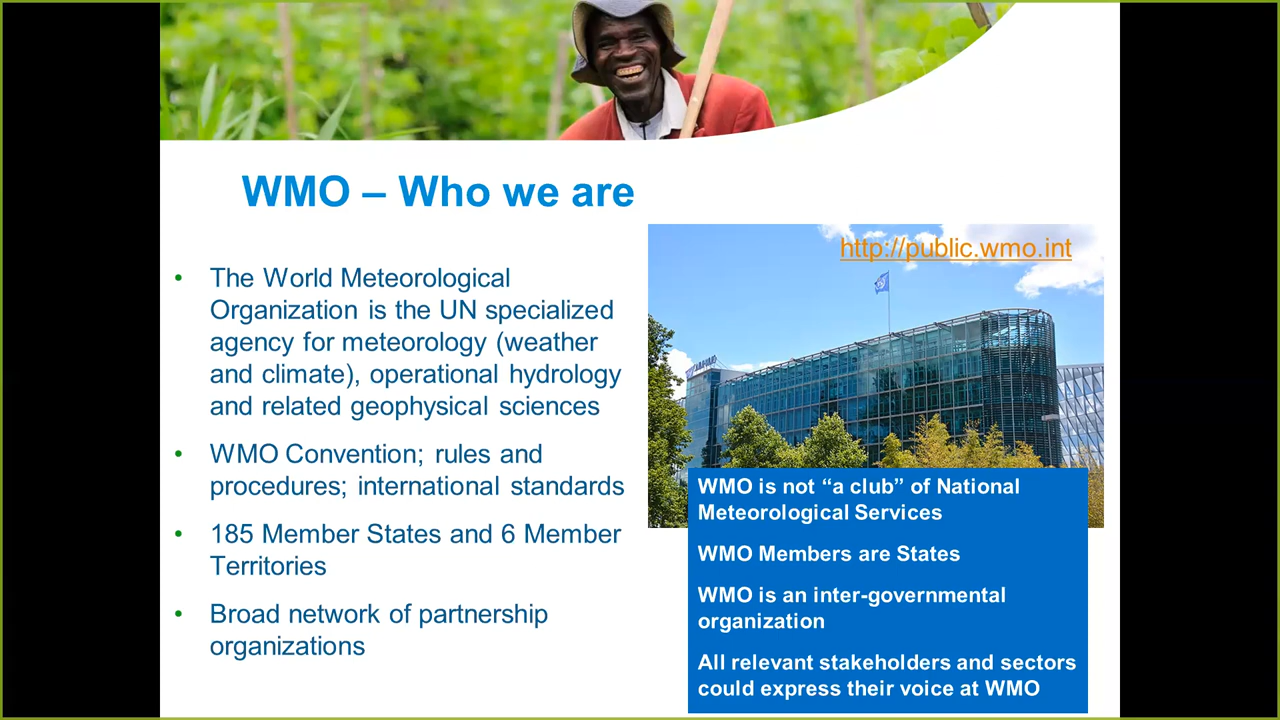 WMO – Who we are
http://public.wmo.int
• The World Meteorological
Organization is the UN specialized
agency for meteorology (weather
and climate), operational hydrology
and related geophysical sciences
• WMO Convention; rules and
procedures; international standards
• 185 Member States and 6 Member
Territories
• Broad network of partnership
organizations
WMO is not “a club” of National
Meteorological Services
WMO Members are States
WMO is an inter-governmental
organization
All relevant stakeholders and sectors
could express their voice at WMO